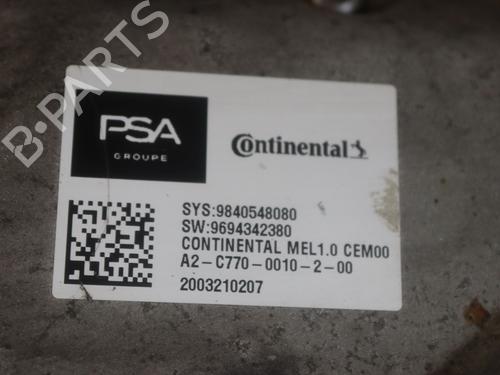 B-PARTS
PSA
GROUPE
Continental
SYS:9840548080
SW:9694342380
CONTINENTAL MEL1.0 CEM00
A2-C770-0010-2-00
2003210207